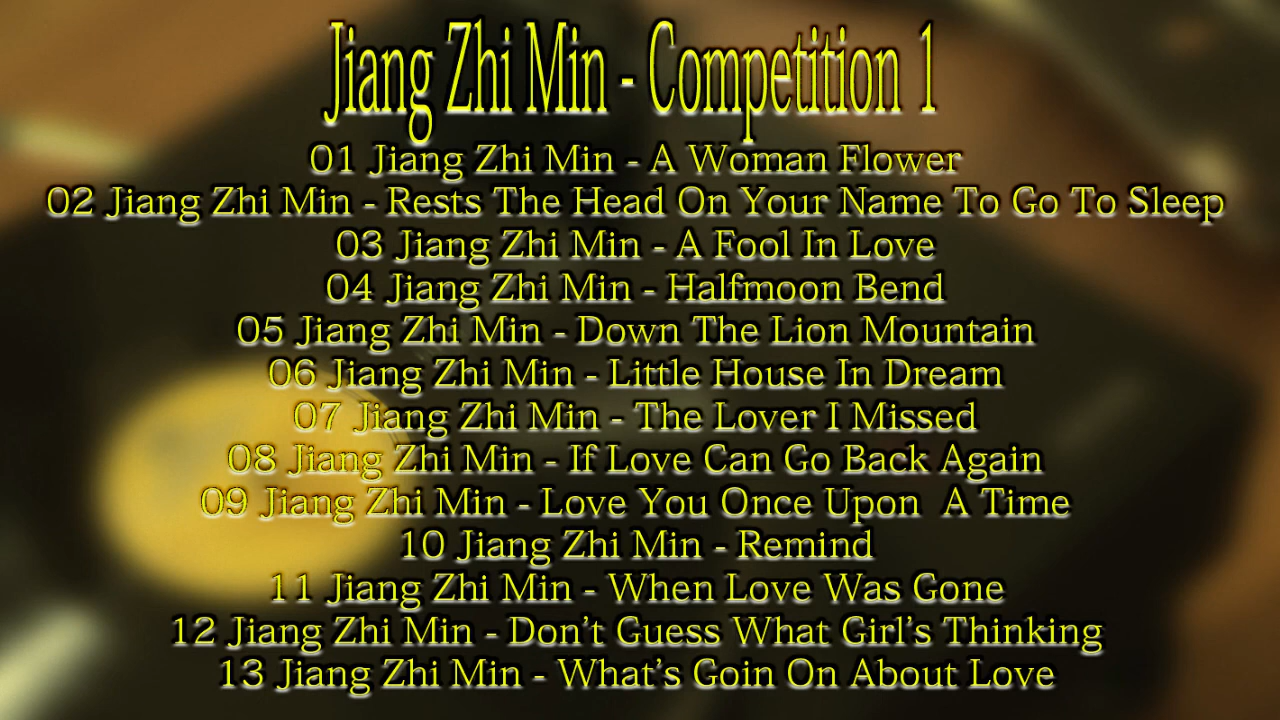 Jiang Zhi Min - Competition 1
01 Jiang Zhi Min - A Woman Flower
02 Jiang Zhi Min - Rests The Head On Your Name To Go To Sleep
03 Jiang Zhi Min - A Fool In Love
04 Jiang Zhi Min - Halfmoon Bend
05 Jiang Zhi Min - Down The Lion Mountain
06 Jiang Zhi Min - Little House In Dream
07 Jiang Zhi Min - The Lover I Missed
08 Jiang Zhi Min - If Love Can Go Back Again
09 Jiang Zhi Min - Love You Once Upon  A Time
10 Jiang Zhi Min - Remind
11 Jiang Zhi Min - When Love Was Gone
12 Jiang Zhi Min - Don’t Guess What Girl’s Thinking
13 Jiang Zhi Min - What’s Goin On About Love